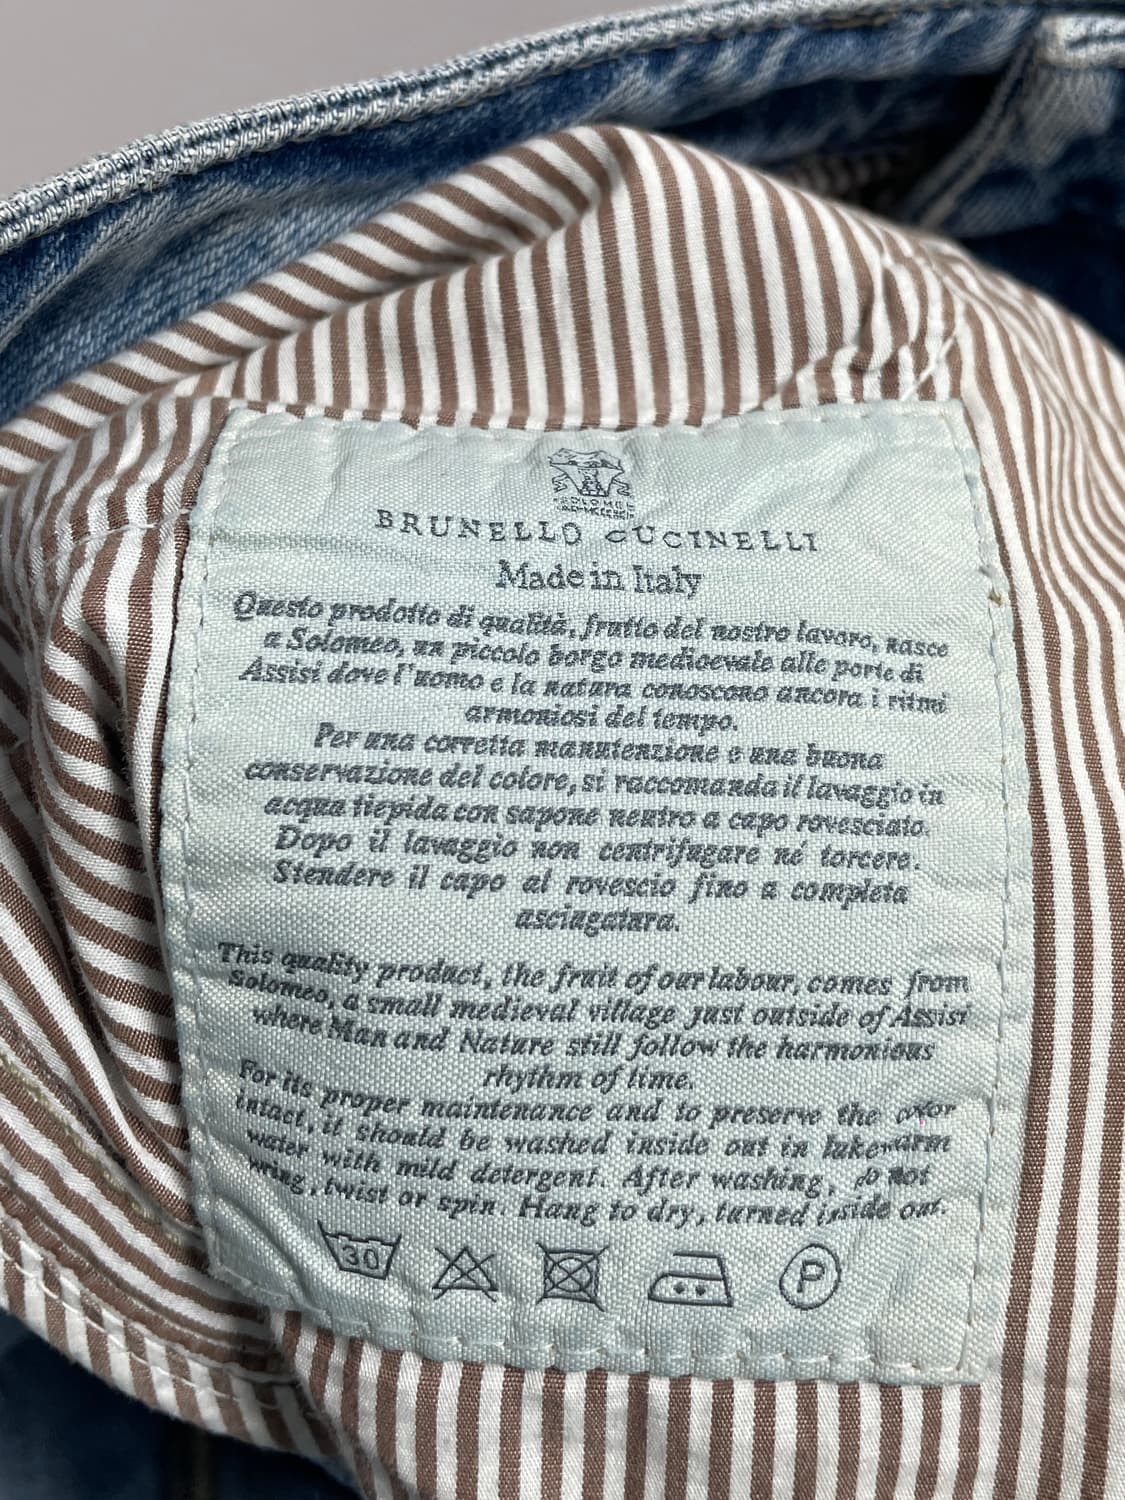 SOLOMEO
BRUNELLO CUCINELLI
Made in Italy
Questo prodotto di qualità, frutto del nostro lavoro, nasce
a Solomeo, un piccolo borgo medioevale alle porte di
Assisi dove l'uomo e la natura conoscono ancora i ritmi
armoniosi del tempo.
Per una corretta manutenzione e una buona
conservazione del colore, si raccomanda il lavaggio in
acqua tiepida con sapone neutro a capo rovesciato.
Dopo il lavaggio non centrifugare né torcere.
Stendere il capo al rovescio fino a completa
asciugatura.
This quality product, the fruit of our labour, comes from
Solomeo, a small medieval village just outside of Assisi
where Man and Nature still follow the harmonious
rhythm of time.
For its proper maintenance and to preserve the color
intact, it should be washed inside out in lukewarm
water with mild detergent. After washing, do not
wring, twist or spin. Hang to dry, turned inside out.
30
P